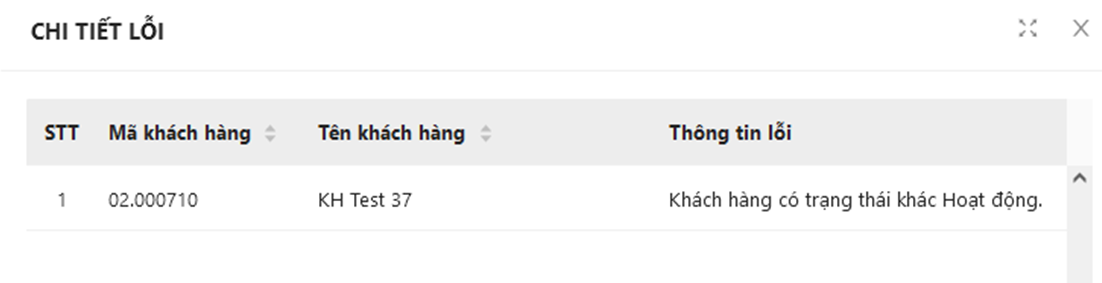 CHI TIẾT LỖI
STT Mã khách hàng Tên khách hàng Thông tin lỗi
1 02.000710 KH Test 37 Khách hàng có trạng thái khác Hoạt động.